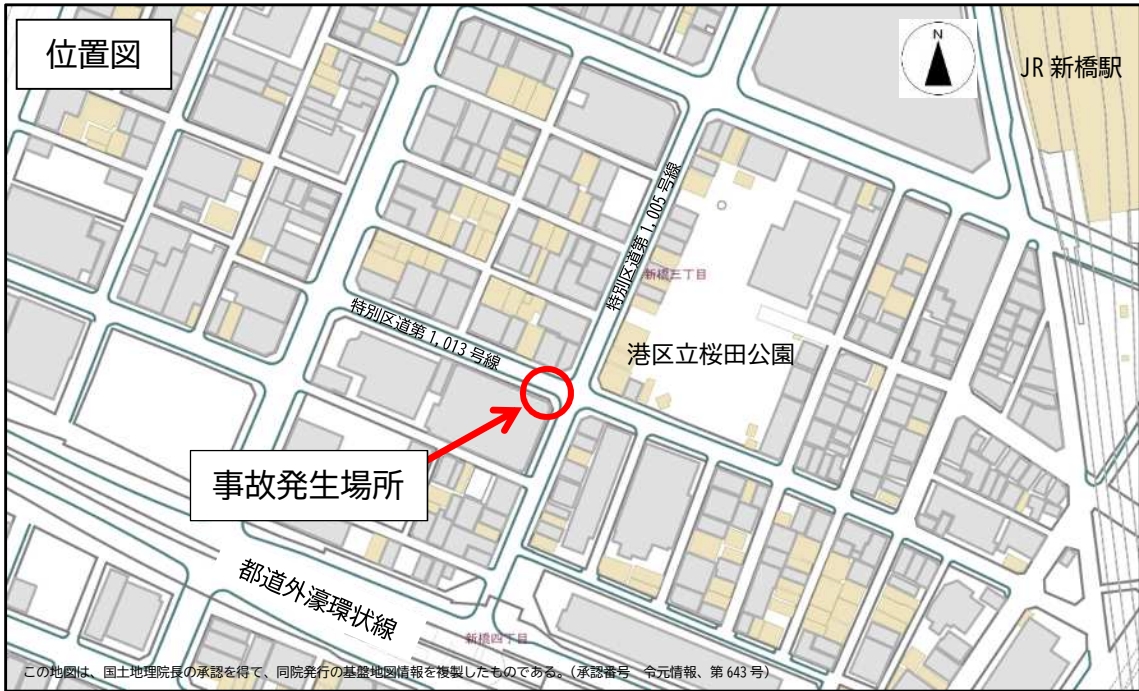 位置図
N
JR 新橋駅
特別区道第 1,005 号線
新橋三丁目
特別区道第 1,013 号線
港区立桜田公園
事故発生場所
都道外濠環状線
新橋四丁目
この地図は、国土地理院長の承認を得て、同院発行の基盤地図情報を複製したものである。(承認番号　令元情複、第 643 号)